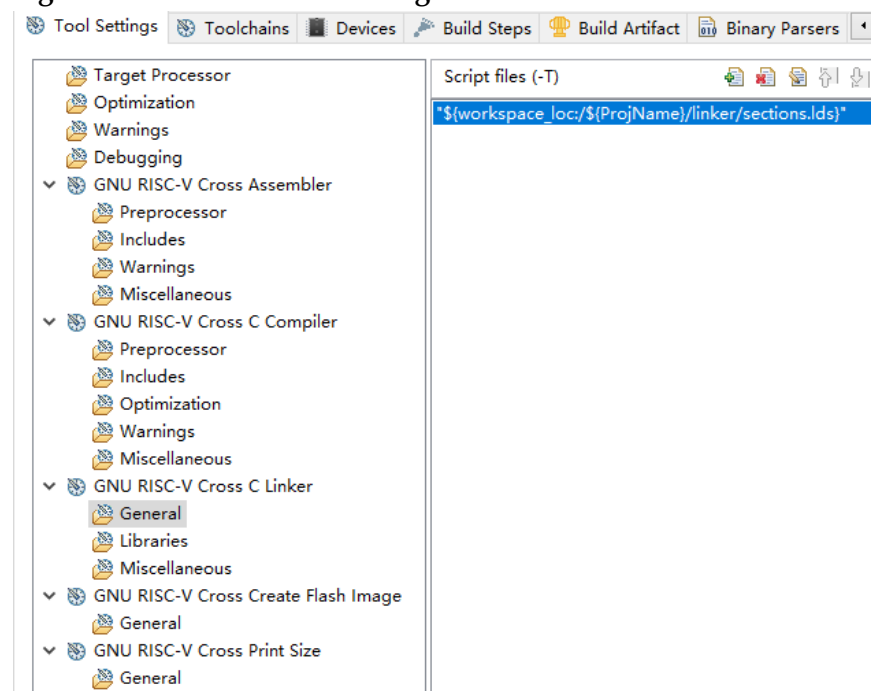 Tool Settings Toolchains Devices Build Steps Build Artifact Binary Parsers
Target Processor
Optimization
Warnings
Debugging
GNU RISC-V Cross Assembler
Preprocessor
Includes
Warnings
Miscellaneous
GNU RISC-V Cross C Compiler
Preprocessor
Includes
Optimization
Warnings
Miscellaneous
GNU RISC-V Cross C Linker
General
Libraries
Miscellaneous
GNU RISC-V Cross Create Flash Image
General
GNU RISC-V Cross Print Size
General
Script files (-T)
"${workspace_loc:/${ProjName}/linker/sections.lds}"